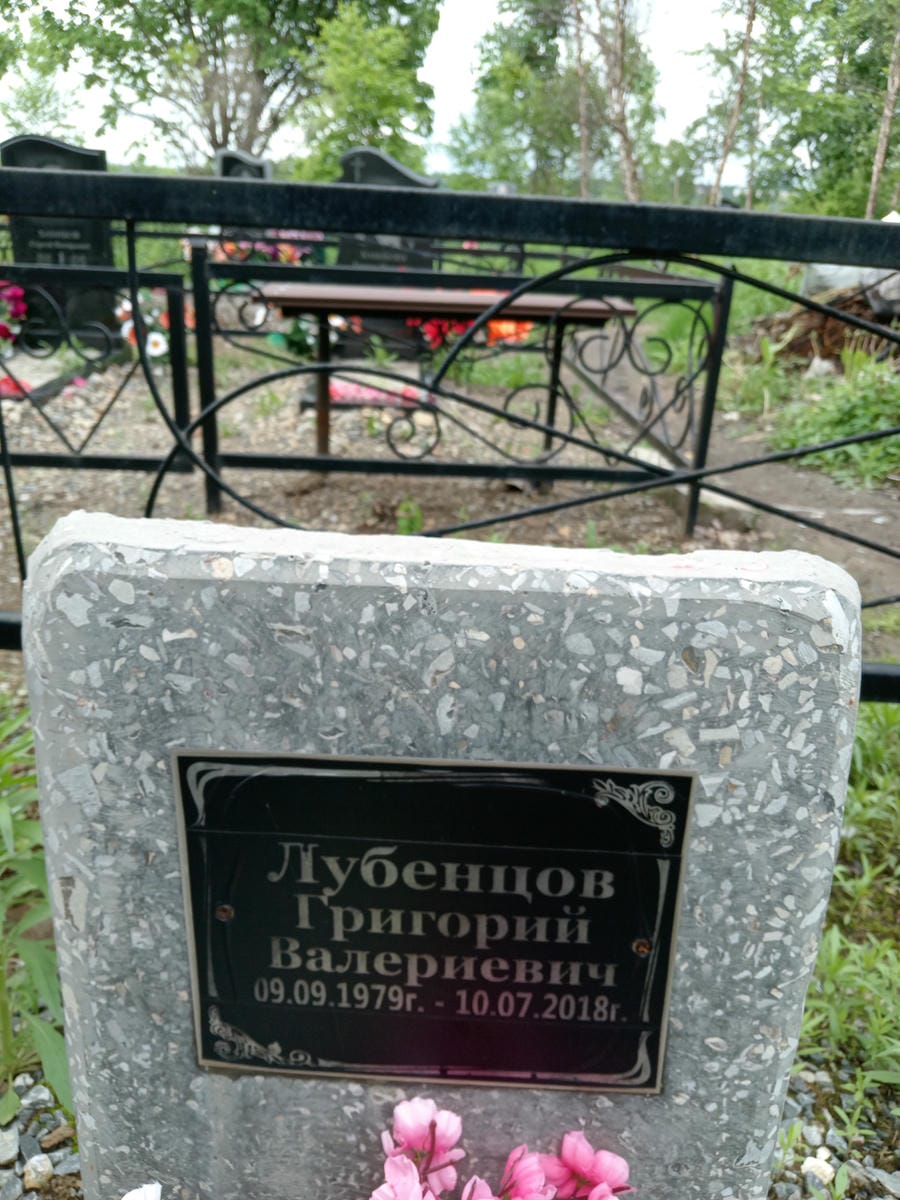 Лубенцов
Григорий
Валериевич
09.09.1979г. - 10.07.2018г.